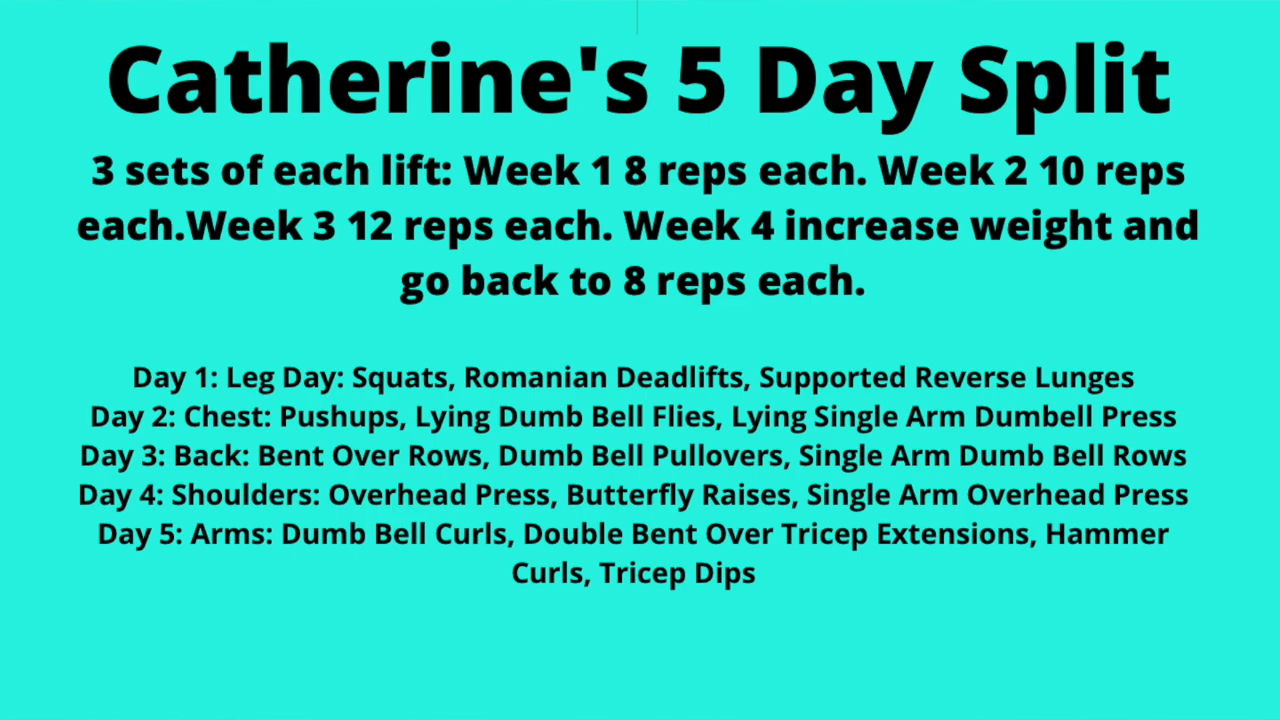 Catherine's 5 Day Split
3 sets of each lift: Week 1 8 reps each. Week 2 10 reps
each.Week 3 12 reps each. Week 4 increase weight and
go back to 8 reps each.
Day 1: Leg Day: Squats, Romanian Deadlifts, Supported Reverse Lunges
Day 2: Chest: Pushups, Lying Dumb Bell Flies, Lying Single Arm Dumbell Press
Day 3: Back: Bent Over Rows, Dumb Bell Pullovers, Single Arm Dumb Bell Rows
Day 4: Shoulders: Overhead Press, Butterfly Raises, Single Arm Overhead Press
Day 5: Arms: Dumb Bell Curls, Double Bent Over Tricep Extensions, Hammer
Curls, Tricep Dips